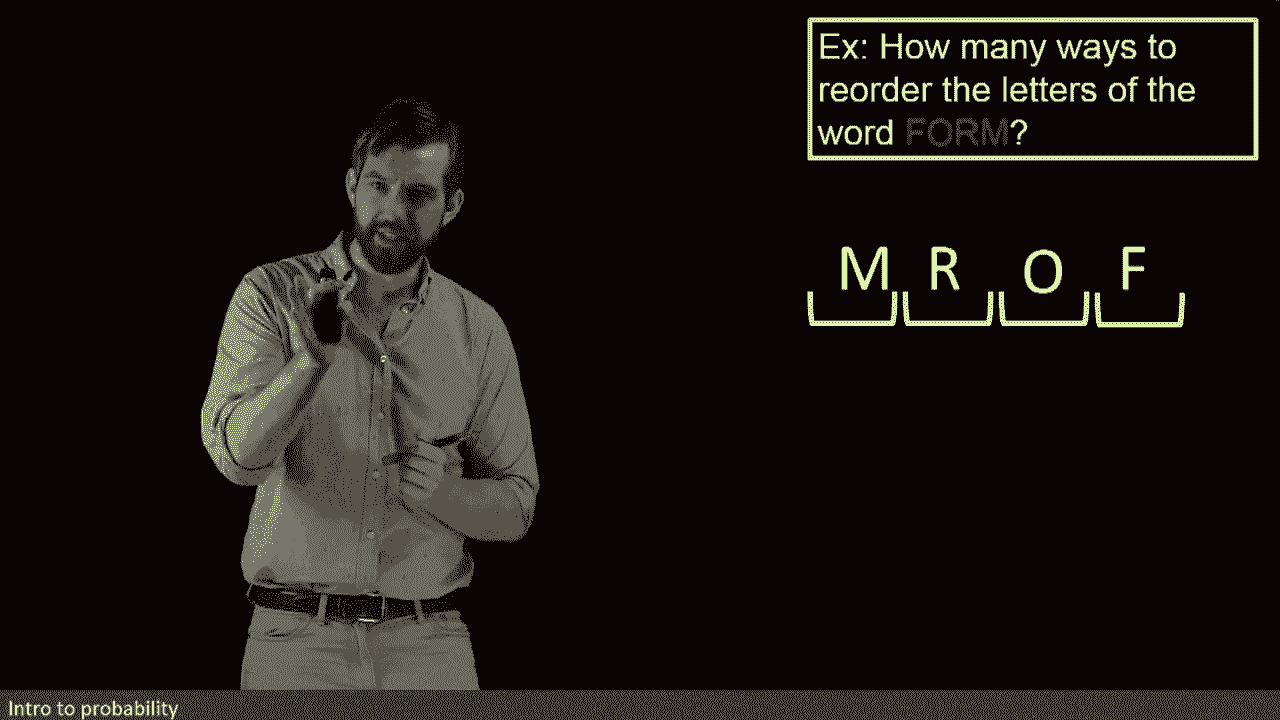 Ex: How many ways to
reorder the letters of the
word FORM?
M R O F
Intro to probability